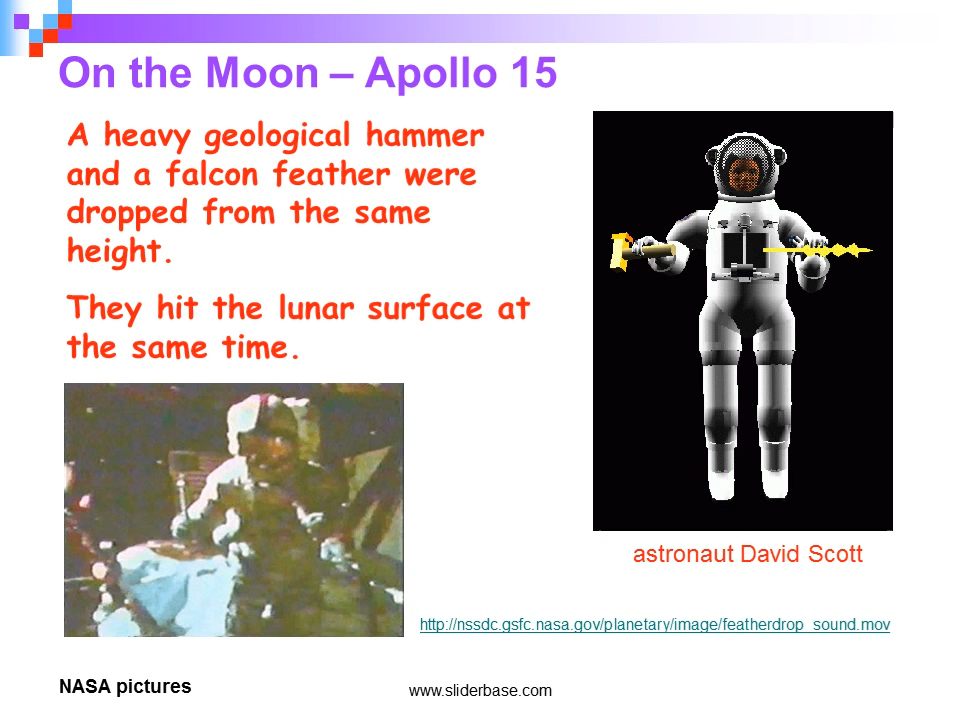 On the Moon – Apollo 15
A heavy geological hammer
and a falcon feather were
dropped from the same
height.
They hit the lunar surface at
the same time.
astronaut David Scott
http://nssdc.gsfc.nasa.gov/planetary/image/featherdrop_sound.mov
NASA pictures
www.sliderbase.com